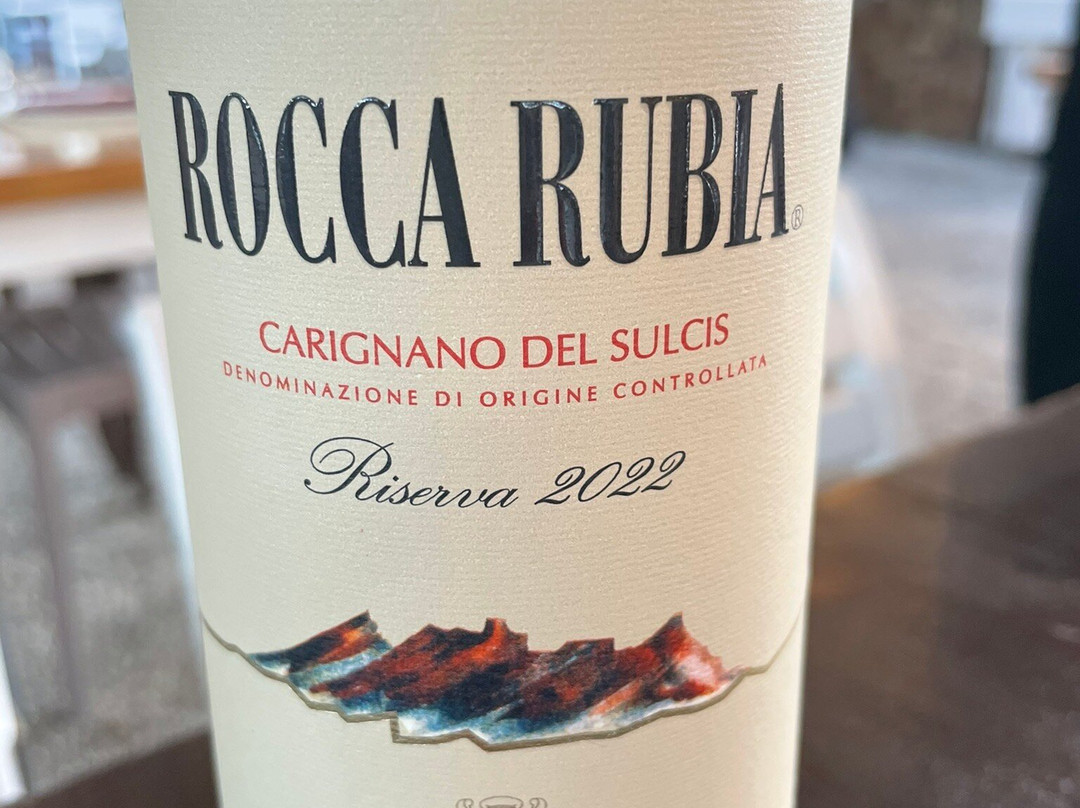 ROCCA RUBIA®
CARIGNANO DEL SULCIS
DENOMINAZIONE DI ORIGINE CONTROLLATA
Riserva 2022